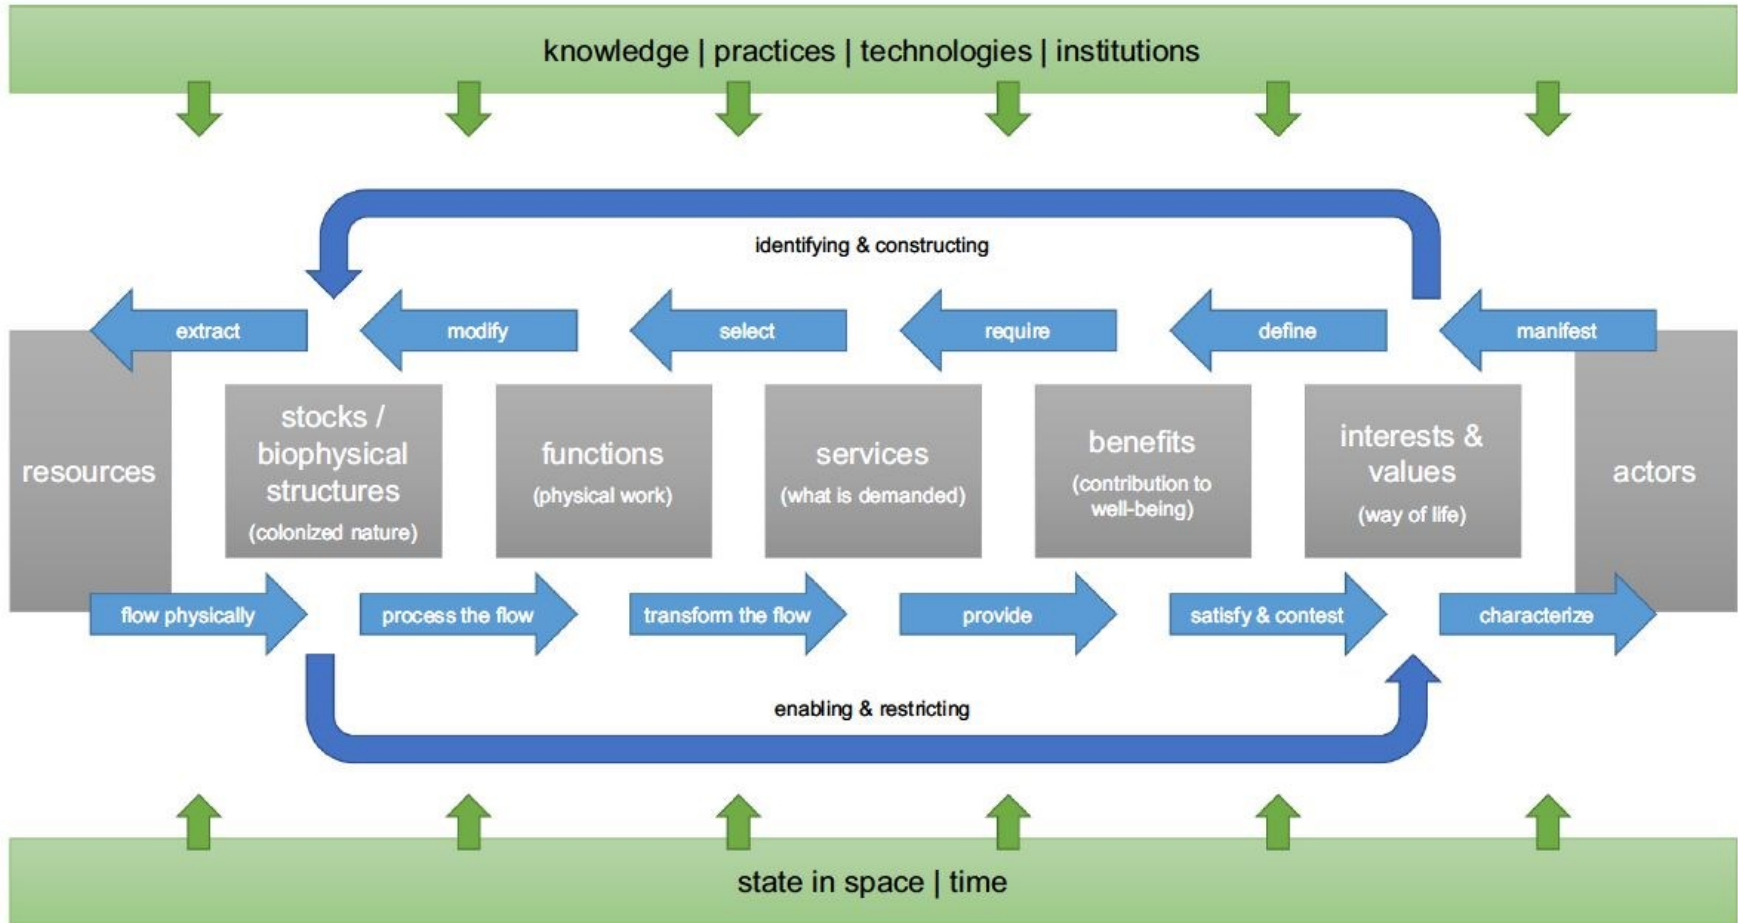 knowledge | practices | technologies | institutions
identifying & constructing
extract
modify
select
require
define
manifest
resources
stocks /
biophysical
structures
(colonized nature)
functions
(physical work)
services
(what is demanded)
benefits
(contribution to
well-being)
interests &
values
(way of life)
actors
flow physically
process the flow
transform the flow
provide
satisfy & contest
characterize
enabling & restricting
state in space | time